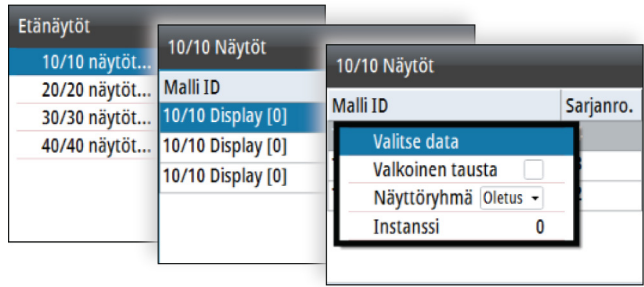 Etänäytöt
10/10 näytöt...
20/20 näytöt...
30/30 näytöt...
40/40 näytöt...
10/10 Näytöt
Malli ID
10/10 Display [0]
10/10 Display [0]
10/10 Display [0]
10/10 Näytöt
Malli ID Sarjanro.
Valitse data
Valkoinen tausta
Näyttöryhmä Oletus
Instanssi 0